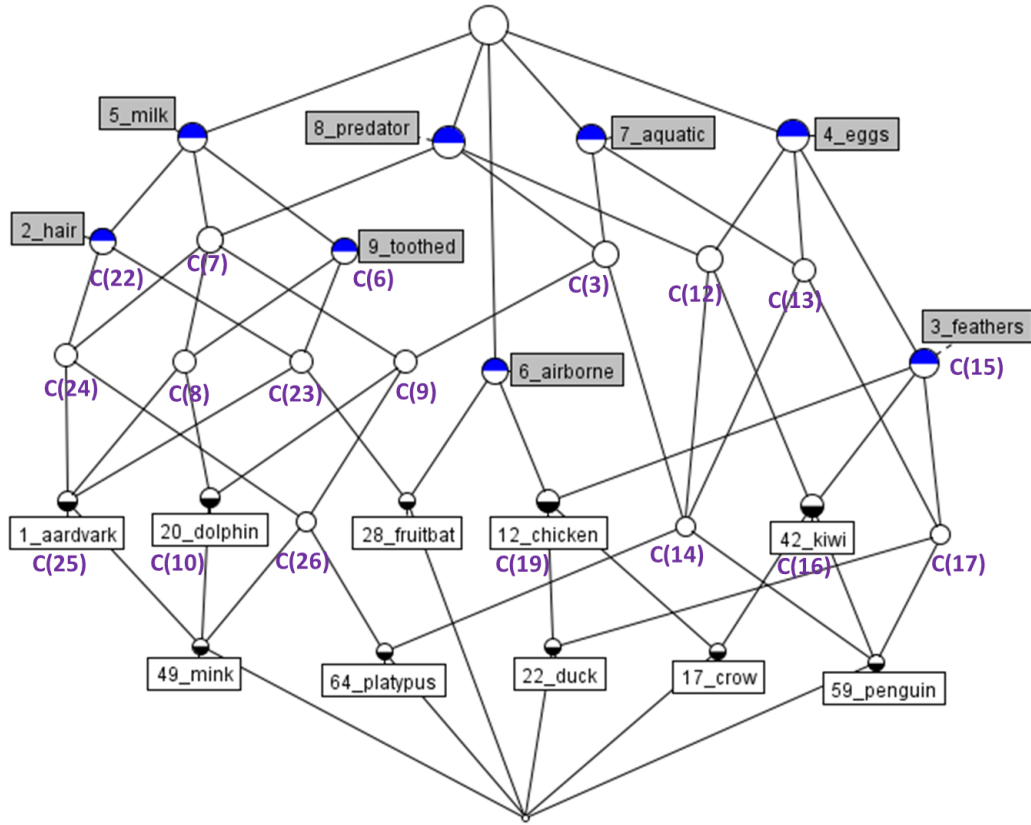 5_milk
8_predator
7_aquatic
4_eggs
2_hair
9_toothed
C(22)
C(7)
C(6)
C(3)
C(12)
C(13)
3_feathers
C(15)
6_airborne
C(24)
C(8)
C(23)
C(9)
1_aardvark
20_dolphin
28_fruitbat
12_chicken
42_kiwi
C(25)
C(10)
C(26)
C(19)
C(14)
C(16)
C(17)
49_mink
64_platypus
22_duck
17_crow
59_penguin